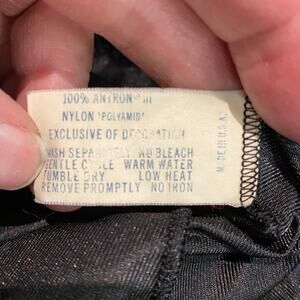 100% ANTRON III
NYLON 'POLYAMID'
EXCLUSIVE OF DECORATION
WASH SEPARATELY NO BLEACH
GENTLE CYCLE WARM WATER
TUMBLE DRY LOW HEAT
REMOVE PROMPTLY NO IRON
MADE IN U.S.A.